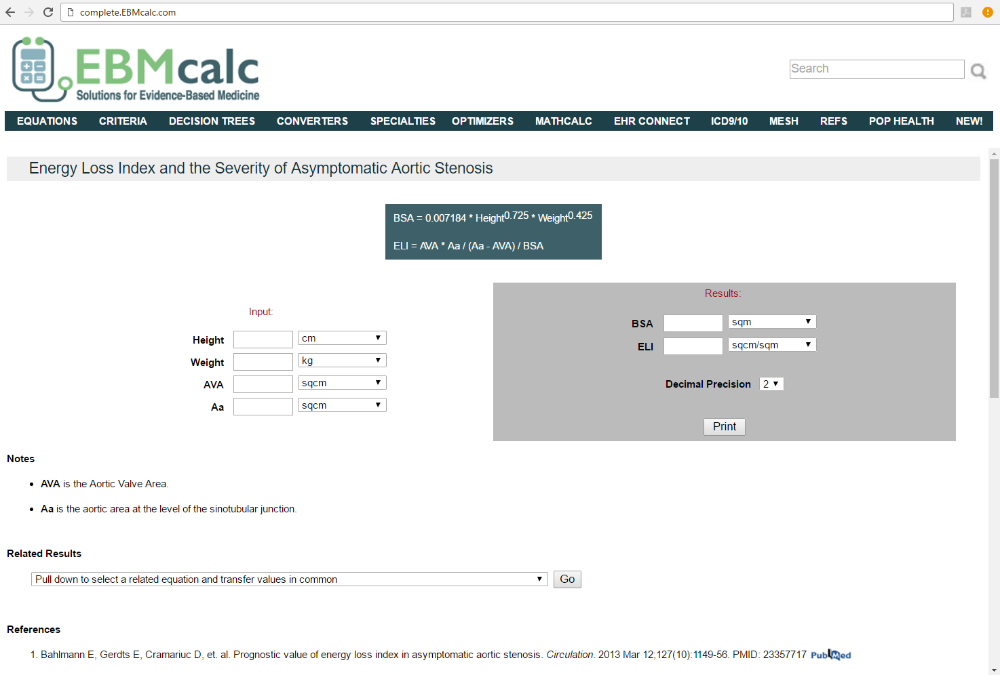 complete.EBMcalc.com
EBMcalc
Solutions for Evidence-Based Medicine
Search
EQUATIONS CRITERIA DECISION TREES CONVERTERS SPECIALTIES OPTIMIZERS MATHCALC EHR CONNECT ICD9/10 MESH REFS POP HEALTH NEW!
Energy Loss Index and the Severity of Asymptomatic Aortic Stenosis
BSA = 0.007184 * Height^0.725 * Weight^0.425
ELI = AVA * Aa / (Aa - AVA) / BSA
Input:
Height cm
Weight kg
AVA sqcm
Aa sqcm
Results:
BSA sqm
ELI sqcm/sqm
Decimal Precision 2
Print
Notes
• AVA is the Aortic Valve Area.
• Aa is the aortic area at the level of the sinotubular junction.
Related Results
Pull down to select a related equation and transfer values in common Go
References
1. Bahlmann E, Gerdts E, Cramariuc D, et. al. Prognostic value of energy loss index in asymptomatic aortic stenosis. Circulation. 2013 Mar 12;127(10):1149-56. PMID: 23357717 PubMed